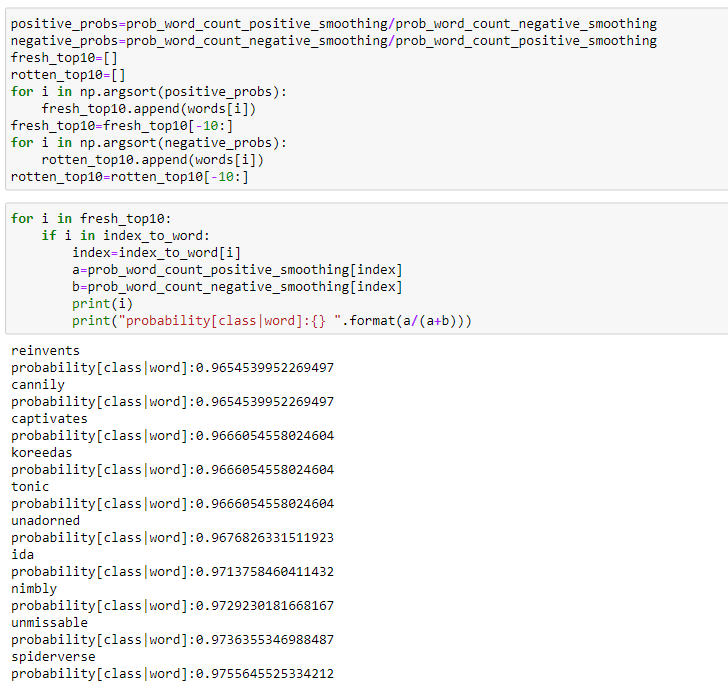 positive_probs=prob_word_count_positive_smoothing/prob_word_count_negative_smoothing
negative_probs=prob_word_count_negative_smoothing/prob_word_count_positive_smoothing
fresh_top10=[]
rotten_top10=[]
for i in np.argsort(positive_probs):
    fresh_top10.append(words[i])
fresh_top10=fresh_top10[-10:]
for i in np.argsort(negative_probs):
    rotten_top10.append(words[i])
rotten_top10=rotten_top10[-10:]
for i in fresh_top10:
    if i in index_to_word:
        index=index_to_word[i]
        a=prob_word_count_positive_smoothing[index]
        b=prob_word_count_negative_smoothing[index]
        print(i)
        print("probability[class|word]:{} ".format(a/(a+b)))
reinvents
probability[class|word]:0.9654539952269497
cannily
probability[class|word]:0.9654539952269497
captivates
probability[class|word]:0.9666054558024604
koreedas
probability[class|word]:0.9666054558024604
tonic
probability[class|word]:0.9666054558024604
unadorned
probability[class|word]:0.9676826331511923
ida
probability[class|word]:0.9713758460411432
nimbly
probability[class|word]:0.9729230181668167
unmissable
probability[class|word]:0.9736355346988487
spiderverse
probability[class|word]:0.9755645525334212